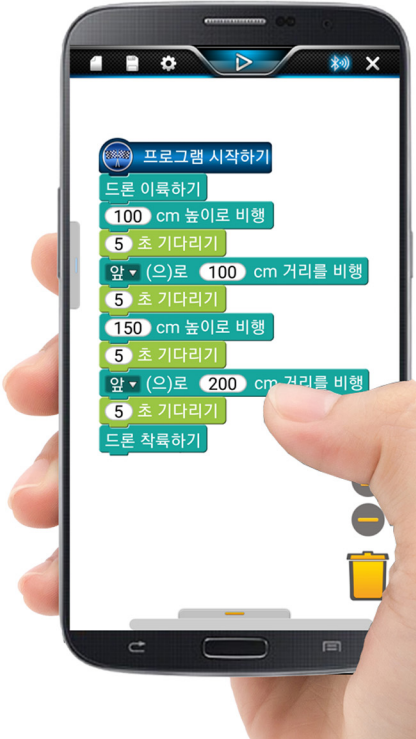 프로그램 시작하기
드론 이륙하기
100 cm 높이로 비행
5 초 기다리기
앞 (으)로 100 cm 거리를 비행
5 초 기다리기
150 cm 높이로 비행
5 초 기다리기
앞 (으)로 200 cm 거리를 비행
5 초 기다리기
드론 착륙하기